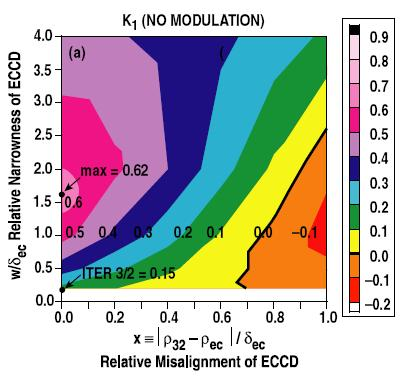 K1 (NO MODULATION)
(a)
(
w/δec Relative Narrowness of ECCD
4.0
3.5
3.0
2.5
2.0
1.5
1.0
0.5
0.0
max = 0.62
0.6
0.5 0.4 0.3 0.2 0.1 0.0 –0.1
ITER 3/2 = 0.15
0.0 0.2 0.4 0.6 0.8 1.0
x ≡ |ρ32 – ρec| / δec
Relative Misalignment of ECCD
0.9
0.8
0.7
0.6
0.5
0.4
0.3
0.2
0.1
0.0
–0.1
–0.2